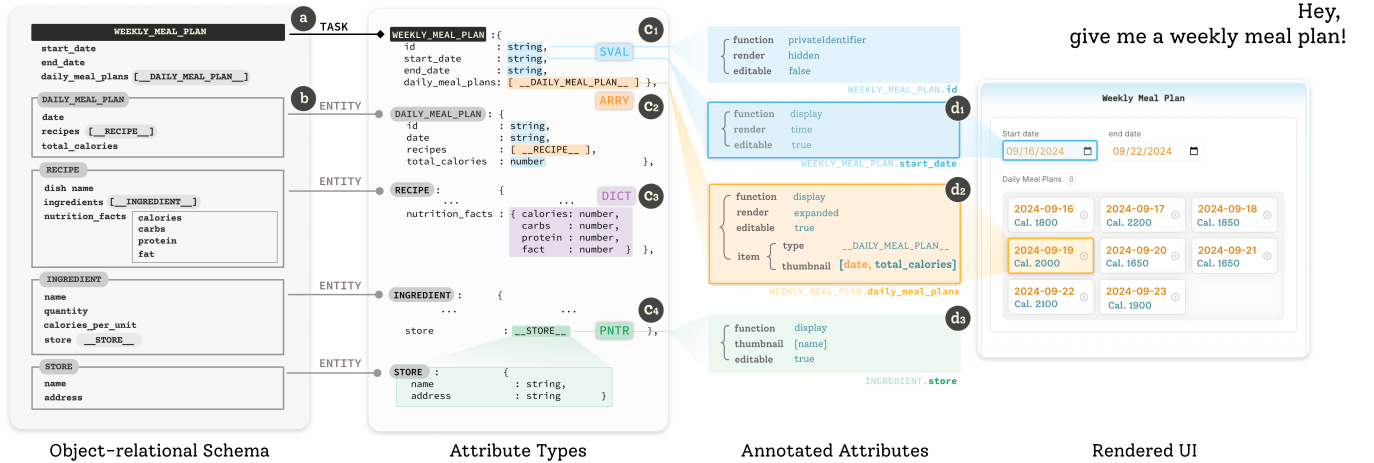 Hey,
give me a weekly meal plan!
a
TASK
WEEKLY_MEAL_PLAN
start_date
end_date
daily_meal_plans [__DAILY_MEAL_PLAN__]
b
ENTITY
DAILY_MEAL_PLAN
date
recipes [__RECIPE__]
total_calories
ENTITY
RECIPE
dish name
ingredients [__INGREDIENT__]
nutrition_facts
calories
carbs
protein
fat
ENTITY
INGREDIENT
name
quantity
calories_per_unit
store __STORE__
ENTITY
STORE
name
address
Object-relational Schema
C1
WEEKLY_MEAL_PLAN :{
id : string,
start_date : string,
end_date : string,
daily_meal_plans: [ __DAILY_MEAL_PLAN__ ] },
SVAL
ARRY
C2
DAILY_MEAL_PLAN : {
id : string,
date : string,
recipes : [ __RECIPE__ ],
total_calories : number },
DICT
C3
RECIPE : {
... ...
nutrition_facts : { calories: number,
carbs : number,
protein : number,
fact : number } },
C4
INGREDIENT : {
... ...
store : __STORE__ PNTR },
STORE : {
name : string,
address : string }
Attribute Types
function privateIdentifier
render hidden
editable false
WEEKLY_MEAL_PLAN.id
d1
function display
render time
editable true
WEEKLY_MEAL_PLAN.start_date
d2
function display
render expanded
editable true
item
type __DAILY_MEAL_PLAN__
thumbnail [date, total_calories]
WEEKLY_MEAL_PLAN.daily_meal_plans
d3
function display
thumbnail [name]
editable true
INGREDIENT.store
Annotated Attributes
Weekly Meal Plan
Start date end date
09/16/2024 09/22/2024
Daily Meal Plans 8
2024-09-16 2024-09-17 2024-09-18
Cal. 1800 Cal. 2200 Cal. 1850
2024-09-19 2024-09-20 2024-09-21
Cal. 2000 Cal. 1650 Cal. 1650
2024-09-22 2024-09-23
Cal. 2100 Cal. 1900
Rendered UI